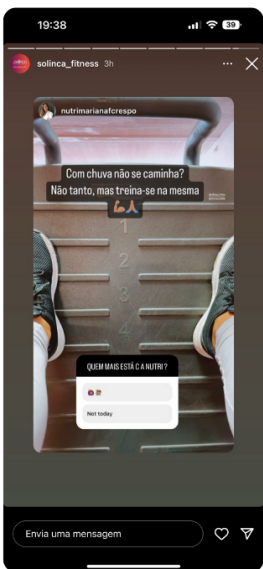 19:38
39
solinca_fitness 3h
nutrimarianafcrespo
Com chuva não se caminha?
Não tanto, mas treina-se na mesma
1
2
3
4
QUEM MAIS ESTÁ C A NUTRI ?
Not today
Envia uma mensagem